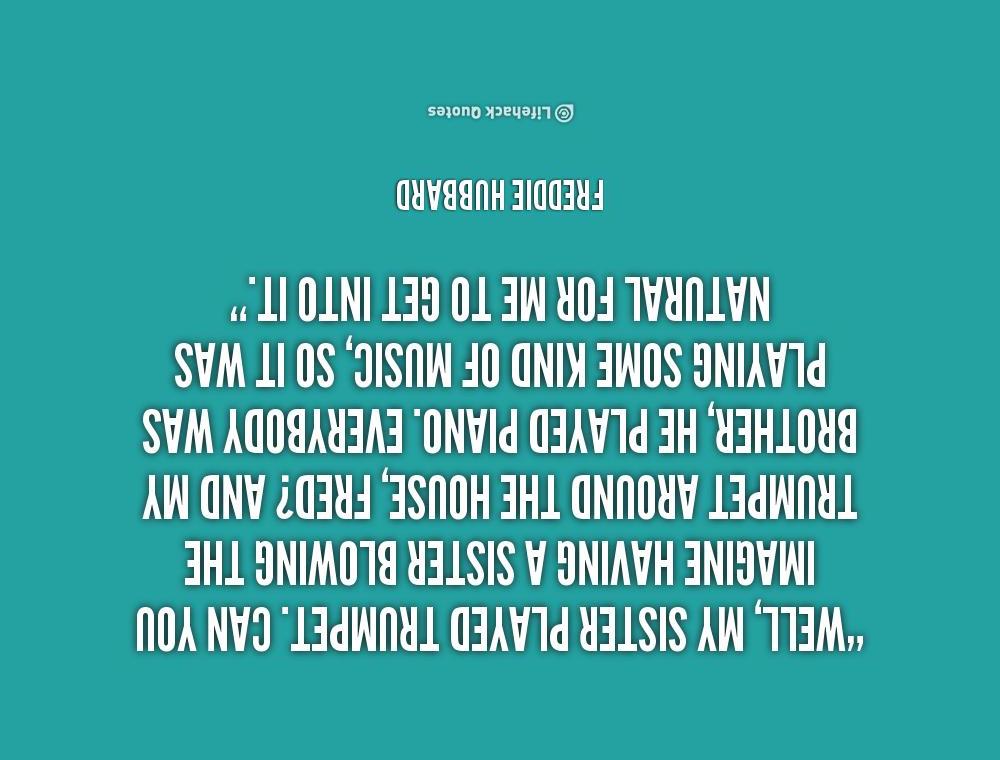 “WELL, MY SISTER PLAYED TRUMPET. CAN YOU
IMAGINE HAVING A SISTER BLOWING THE
TRUMPET AROUND THE HOUSE, FRED? AND MY
BROTHER, HE PLAYED PIANO. EVERYBODY WAS
PLAYING SOME KIND OF MUSIC, SO IT WAS
NATURAL FOR ME TO GET INTO IT.”
FREDDIE HUBBARD
Lifehack Quotes